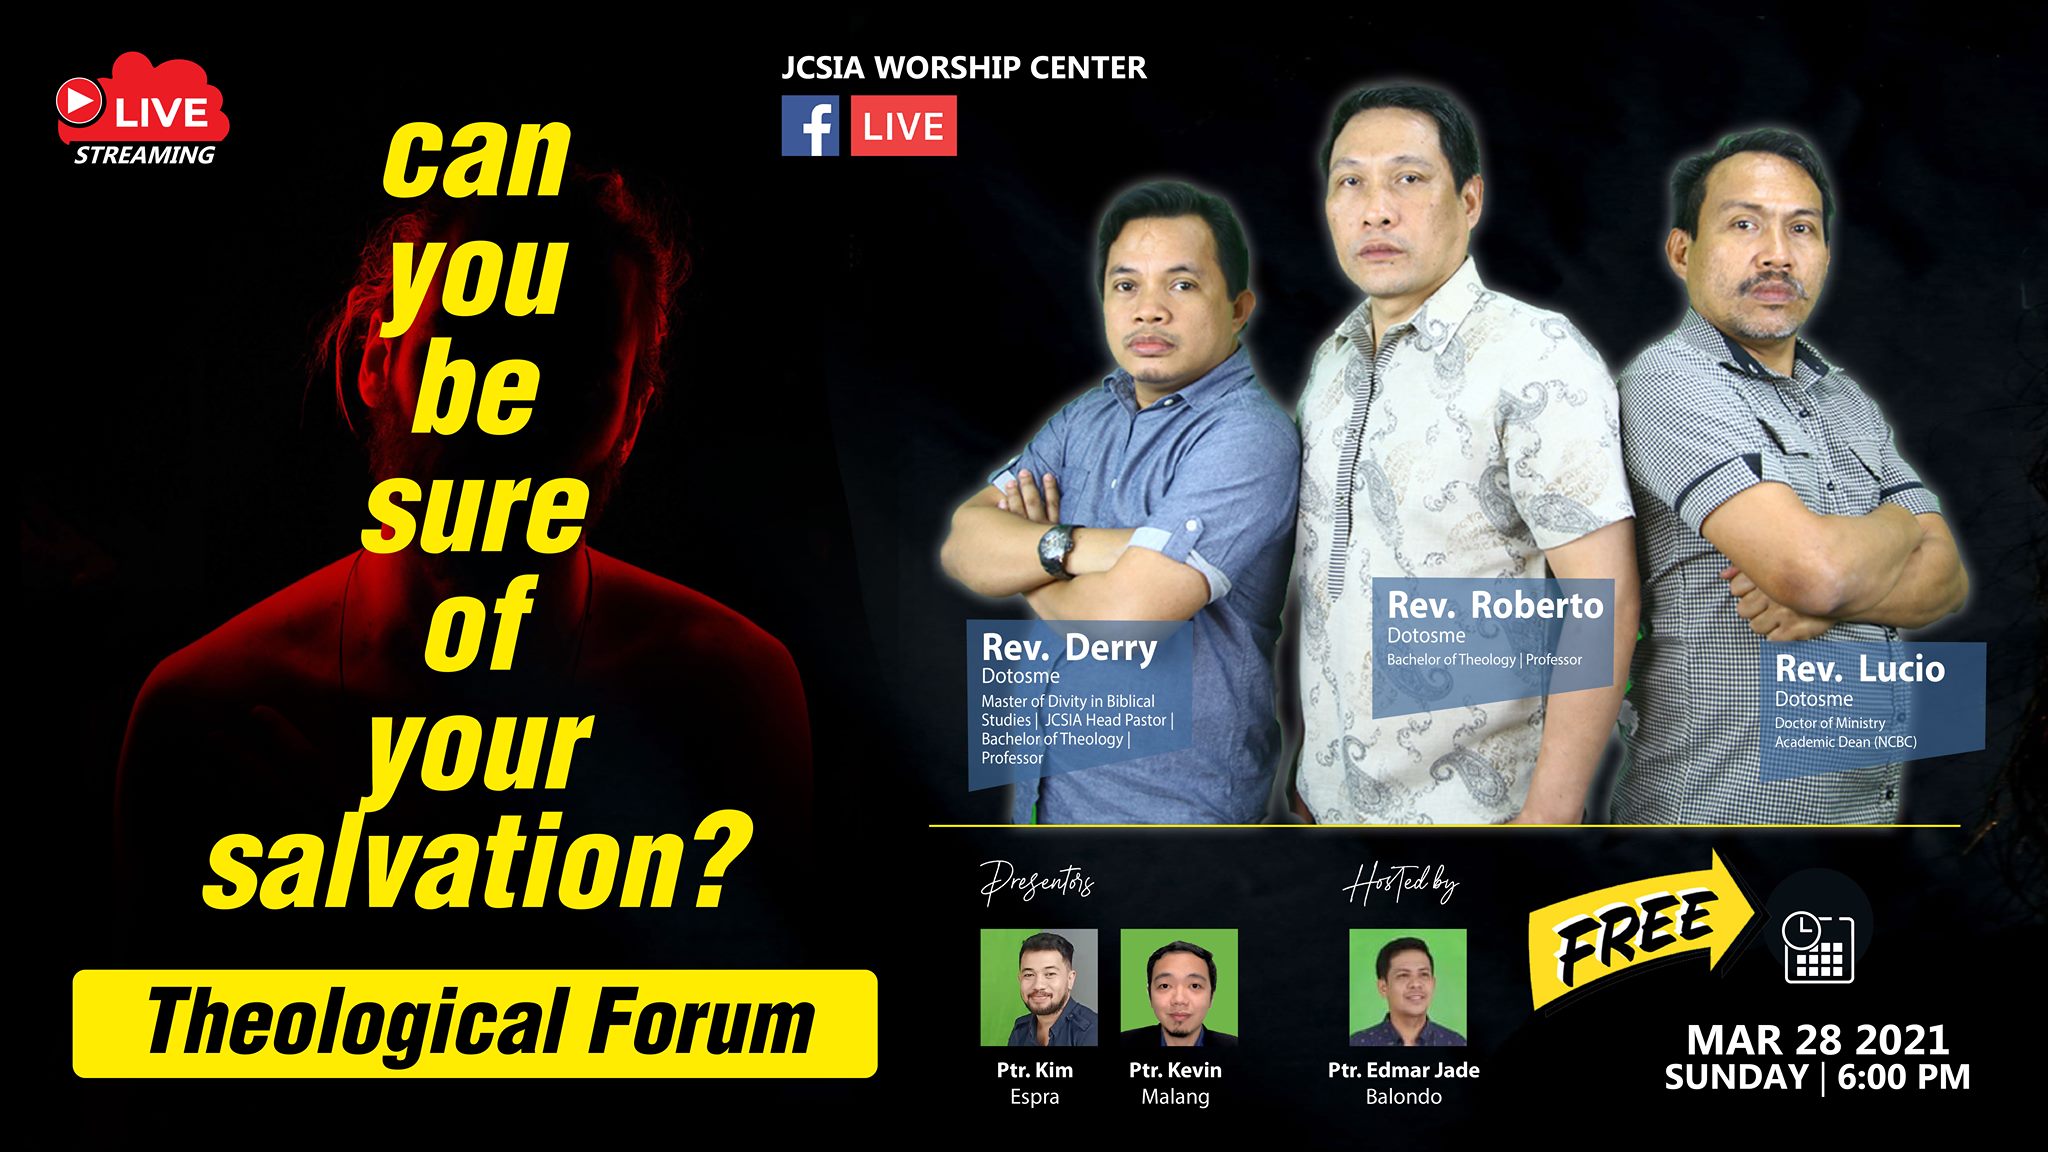 LIVE
STREAMING
can
you
be
sure
of
your
salvation?
Theological Forum
JCSIA WORSHIP CENTER
f LIVE
Rev. Derry
Dotosme
Master of Divity in Biblical
Studies | JCSIA Head Pastor |
Bachelor of Theology |
Professor
Rev. Roberto
Dotosme
Bachelor of Theology | Professor
Rev. Lucio
Dotosme
Doctor of Ministry
Academic Dean (NCBC)
Presentors
Ptr. Kim
Espra
Ptr. Kevin
Malang
Hosted by
Ptr. Edmar Jade
Balondo
FREE
MAR 28 2021
SUNDAY | 6:00 PM